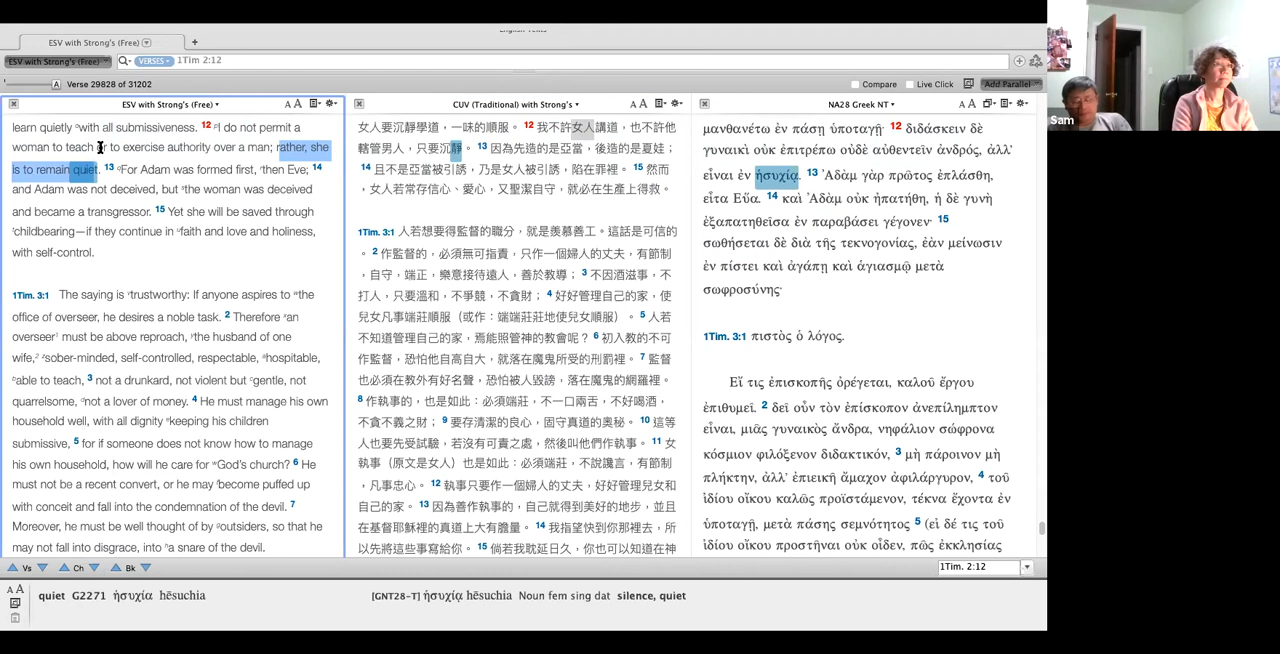 English Texts
ESV with Strong's (Free)
+
ESV with Strong's (Free)
VERSES
1Tim 2:12
A Verse 29828 of 31202
Compare
Live Click
Add Parallel
ESV with Strong's (Free)
learn quietly with all submissiveness. 12 I do not permit a
woman to teach or to exercise authority over a man; rather, she
is to remain quiet. 13 For Adam was formed first, then Eve; 14
and Adam was not deceived, but the woman was deceived
and became a transgressor. 15 Yet she will be saved through
childbearing—if they continue in faith and love and holiness,
with self-control.
1Tim. 3:1 The saying is trustworthy: If anyone aspires to the
office of overseer, he desires a noble task. 2 Therefore an
overseer must be above reproach, the husband of one
wife, sober-minded, self-controlled, respectable, hospitable,
able to teach, 3 not a drunkard, not violent but gentle, not
quarrelsome, not a lover of money. 4 He must manage his own
household well, with all dignity keeping his children
submissive, 5 for if someone does not know how to manage
his own household, how will he care for God's church? 6 He
must not be a recent convert, or he may become puffed up
with conceit and fall into the condemnation of the devil. 7
Moreover, he must be well thought of by outsiders, so that he
may not fall into disgrace, into a snare of the devil.
CUV (Traditional) with Strong's
女人要沉靜學道，一味的順服。 12 我不許女人講道，也不許他
轄管男人，只要沉靜。 13 因為先造的是亞當，後造的是夏娃；
14 且不是亞當被引誘，乃是女人被引誘，陷在罪裡。 15 然而
，女人若常存信心、愛心，又聖潔自守，就必在生產上得救。
1Tim. 3:1 人若想要得監督的職分，就是羨慕善工。這話是可信的
。 2 作監督的，必須無可指責，只作一個婦人的丈夫，有節制
，自守，端正，樂意接待遠人，善於教導； 3 不因酒滋事，不
打人，只要溫和，不爭競，不貪財； 4 好好管理自己的家，使
兒女凡事端莊順服（或作：端端莊莊地使兒女順服）。 5 人若
不知道管理自己的家，焉能照管神的教會呢？ 6 初入教的不可
作監督，恐怕他自高自大，就落在魔鬼所受的刑罰裡。 7 監督
也必須在教外有好名聲，恐怕被人毀謗，落在魔鬼的網羅裡。
8 作執事的，也是如此：必須端莊，不一口兩舌，不好喝酒，
不貪不義之財； 9 要存清潔的良心，固守真道的奧秘。 10 這等
人也要先受試驗，若沒有可責之處，然後叫他們作執事。 11 女
執事（原文是女人）也是如此：必須端莊，不說讒言，有節制
，凡事忠心。 12 執事只要作一個婦人的丈夫，好好管理兒女和
自己的家。 13 因為善作執事的，自己就得到美好的地步，並且
在基督耶穌裡的真道上大有膽量。 14 我指望快到你那裡去，所
以先將這些事寫給你。 15 倘若我耽延日久，你也可以知道在神
NA28 Greek NT
μανθανέτω ἐν πάσῃ ὑποταγῇ· 12 διδάσκειν δὲ
γυναικὶ οὐκ ἐπιτρέπω οὐδὲ αὐθεντεῖν ἀνδρός, ἀλλ’
εἶναι ἐν ἡσυχίᾳ. 13 Ἀδὰμ γὰρ πρῶτος ἐπλάσθη,
εἶτα Εὕα. 14 καὶ Ἀδὰμ οὐκ ἠπατήθη, ἡ δὲ γυνὴ
ἐξαπατηθεῖσα ἐν παραβάσει γέγονεν· 15
σωθήσεται δὲ διὰ τῆς τεκνογονίας, ἐὰν μείνωσιν
ἐν πίστει καὶ ἀγάπῃ καὶ ἁγιασμῷ μετὰ
σωφροσύνης·
1Tim. 3:1 πιστὸς ὁ λόγος.
Εἴ τις ἐπισκοπῆς ὀρέγεται, καλοῦ ἔργου
ἐπιθυμεῖ. 2 δεῖ οὖν τὸν ἐπίσκοπον ἀνεπίλημπτον
εἶναι, μιᾶς γυναικὸς ἄνδρα, νηφάλιον σώφρονα
κόσμιον φιλόξενον διδακτικόν, 3 μὴ πάροινον μὴ
πλήκτην, ἀλλ’ ἐπιεικῆ ἄμαχον ἀφιλάργυρον, 4 τοῦ
ἰδίου οἴκου καλῶς προϊστάμενον, τέκνα ἔχοντα ἐν
ὑποταγῇ, μετὰ πάσης σεμνότητος 5 (εἰ δέ τις τοῦ
ἰδίου οἴκου προστῆναι οὐκ οἶδεν, πῶς ἐκκλησίας
Vs Ch Bk
1Tim. 2:12
quiet G2271 ἡσυχία hēsuchia
[GNT28-T] ἡσυχίᾳ hēsuchia Noun fem sing dat silence, quiet
Sam